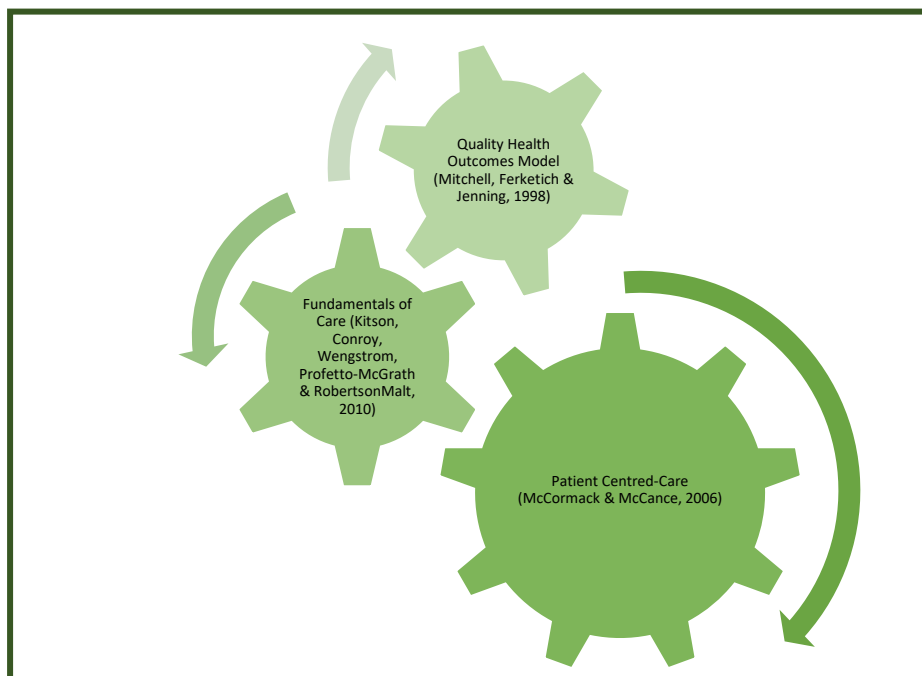 Quality Health
Outcomes Model
(Mitchell, Ferketich &
Jenning, 1998)
Fundamentals of
Care (Kitson,
Conroy,
Wengstrom,
Profetto-McGrath
& RobertsonMalt,
2010)
Patient Centred-Care
(McCormack & McCance, 2006)